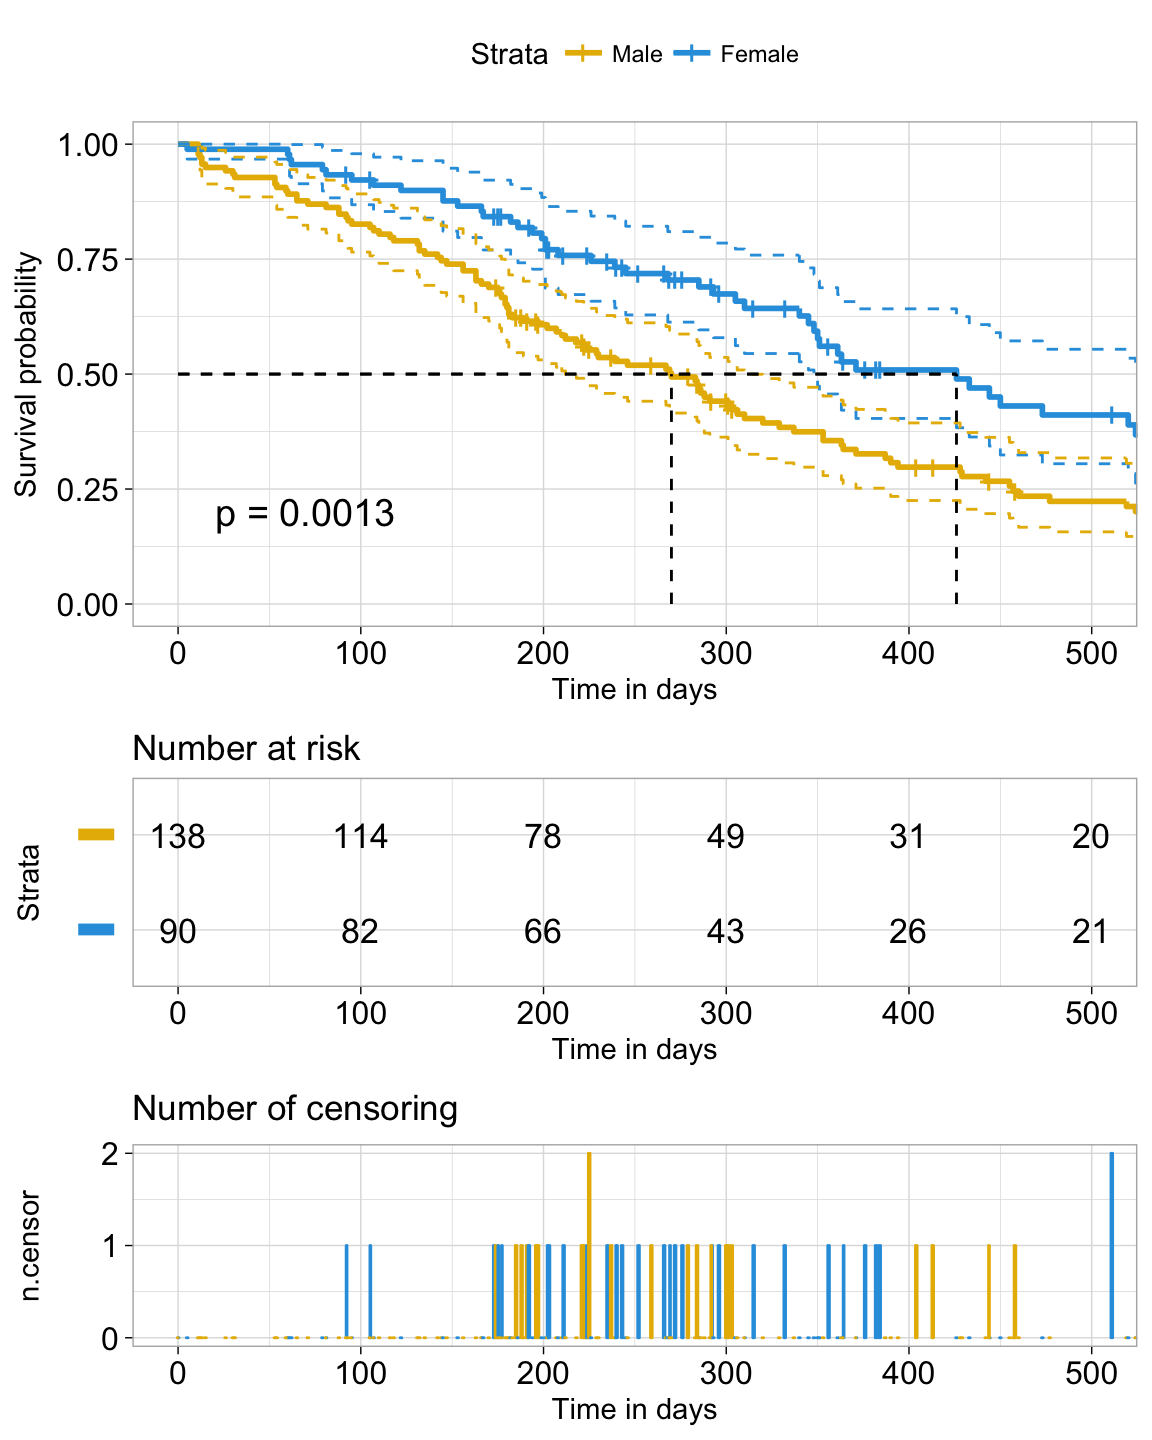 Strata Male Female
Survival probability
1.00
0.75
0.50
0.25
0.00
p = 0.0013
0 100 200 300 400 500
Time in days
Number at risk
Strata
138 114 78 49 31 20
90 82 66 43 26 21
0 100 200 300 400 500
Time in days
Number of censoring
n.censor
2
1
0
0 100 200 300 400 500
Time in days